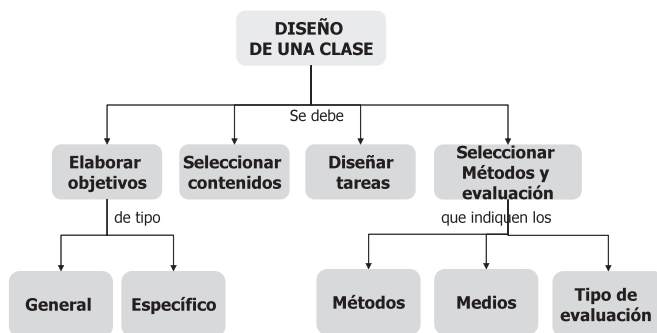 DISEÑO
DE UNA CLASE
Se debe
Elaborar
objetivos
Seleccionar
contenidos
Diseñar
tareas
Seleccionar
Métodos y
evaluación
de tipo
que indiquen los
General
Específico
Métodos
Medios
Tipo de
evaluación